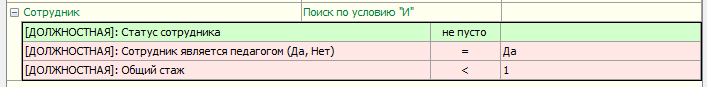 Сотрудник Поиск по условию "И"
[ДОЛЖНОСТНАЯ]: Статус сотрудника не пусто
[ДОЛЖНОСТНАЯ]: Сотрудник является педагогом (Да, Нет) = Да
[ДОЛЖНОСТНАЯ]: Общий стаж < 1